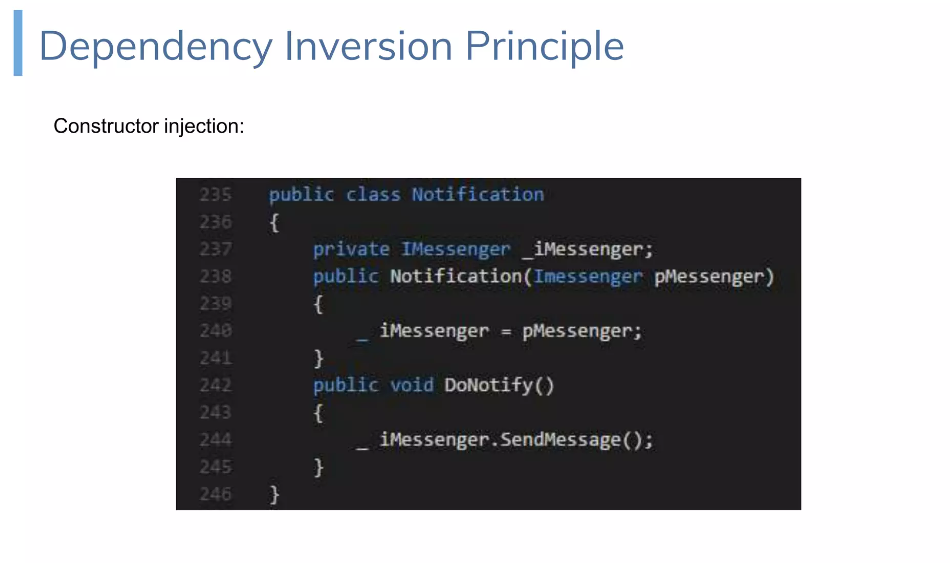 Dependency Inversion Principle
Constructor injection:
235 public class Notification
236 {
237 private IMessenger _iMessenger;
238 public Notification(Imessenger pMessenger)
239 {
240 _ iMessenger = pMessenger;
241 }
242 public void DoNotify()
243 {
244 _ iMessenger.SendMessage();
245 }
246 }